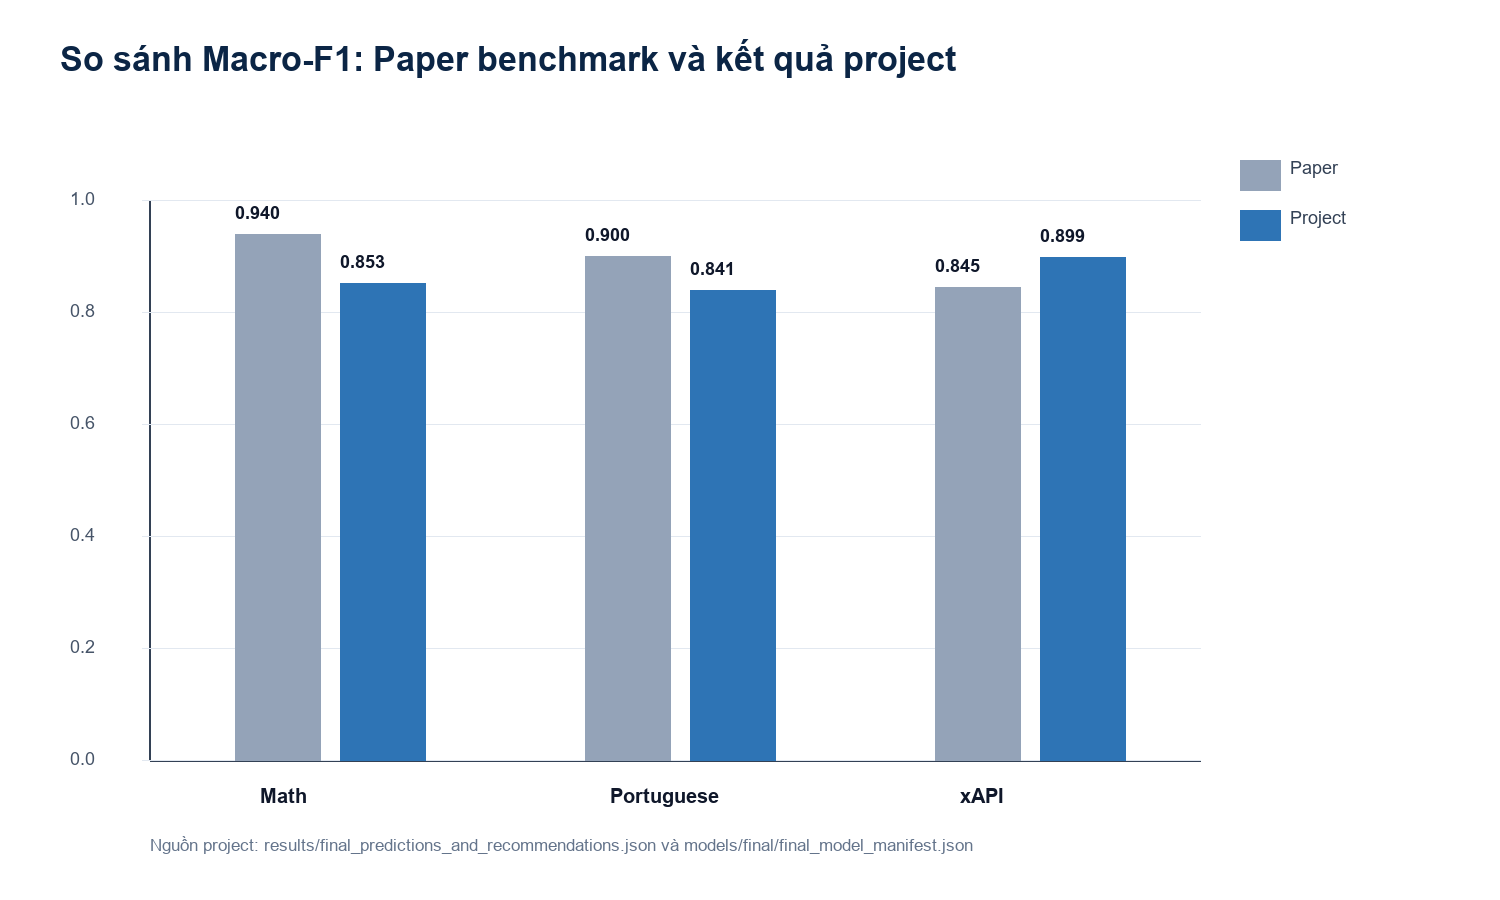 So sánh Macro-F1: Paper benchmark và kết quả project
Paper
Project
1.0
0.8
0.6
0.4
0.2
0.0
0.940
0.853
0.900
0.841
0.845
0.899
Math
Portuguese
xAPI
Nguồn project: results/final_predictions_and_recommendations.json và models/final/final_model_manifest.json